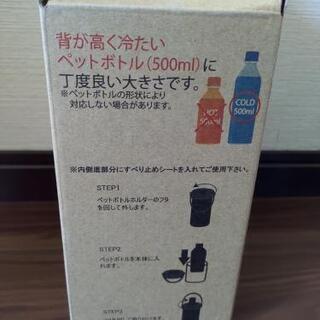 背が高く冷たい
ペットボトル(500ml)に
丁度良い大きさです。
※ペットボトルの形状により
対応しない場合があります。
HOT
COLD
500ml
※内側底部分にすべり止めシートを入れてご使用下さい。
STEP1
ペットボトルホルダーのフタ
を回して外します。
STEP2
ペットボトルを本体に入
れます。
STEP3